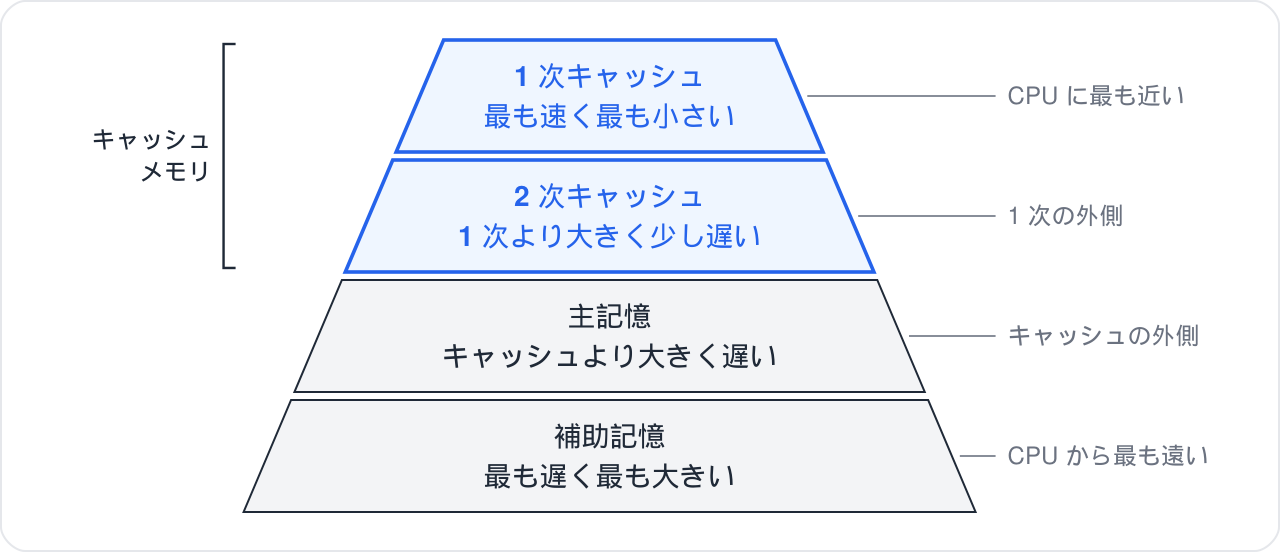 キャッシュ
メモリ
1 次キャッシュ
最も速く最も小さい
CPU に最も近い
2 次キャッシュ
1 次より大きく少し遅い
1 次の外側
主記憶
キャッシュより大きく遅い
キャッシュの外側
補助記憶
最も遅く最も大きい
CPU から最も遠い